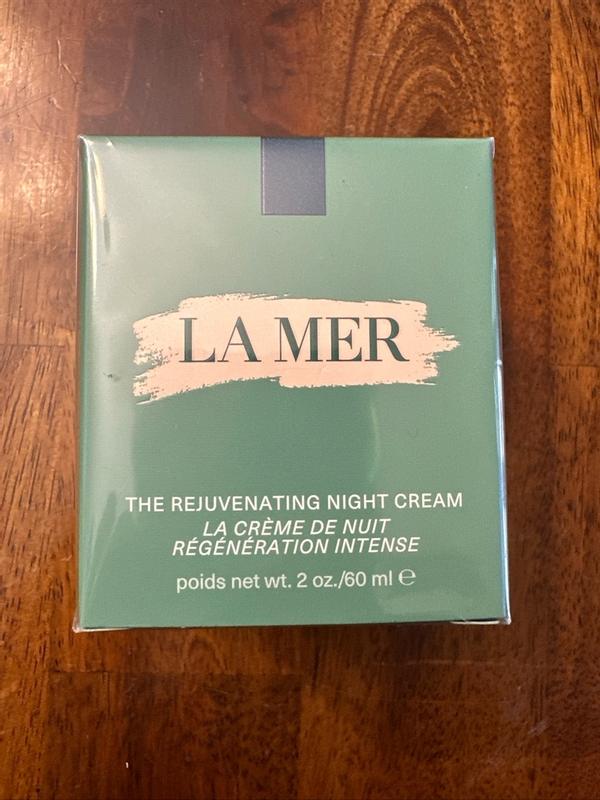 LA MER
THE REJUVENATING NIGHT CREAM
LA CRÈME DE NUIT
RÉGÉNÉRATION INTENSE
poids net wt. 2 oz./60 ml ℮